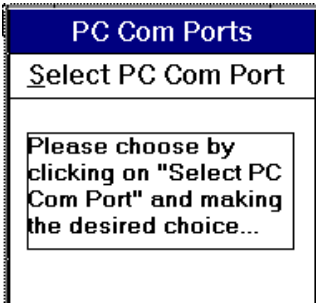 PC Com Ports
Select PC Com Port
Please choose by
clicking on "Select PC
Com Port" and making
the desired choice...